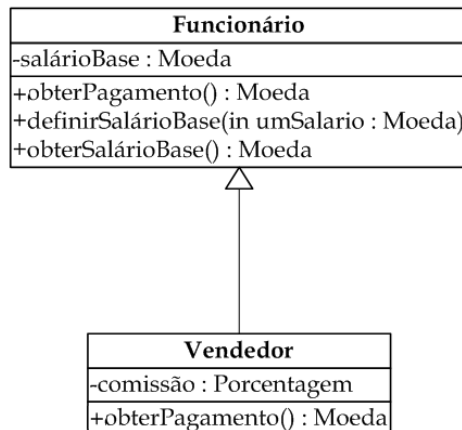 Funcionário
-salárioBase : Moeda
+obterPagamento() : Moeda
+definirSalárioBase(in umSalario : Moeda)
+obterSalárioBase() : Moeda
Vendedor
-comissão : Porcentagem
+obterPagamento() : Moeda